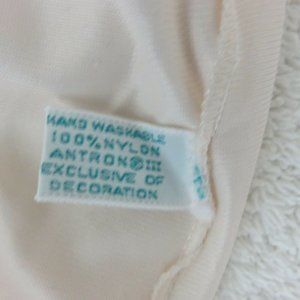 HAND WASHABLE
100% NYLON
ANTRON® III
EXCLUSIVE OF
DECORATION